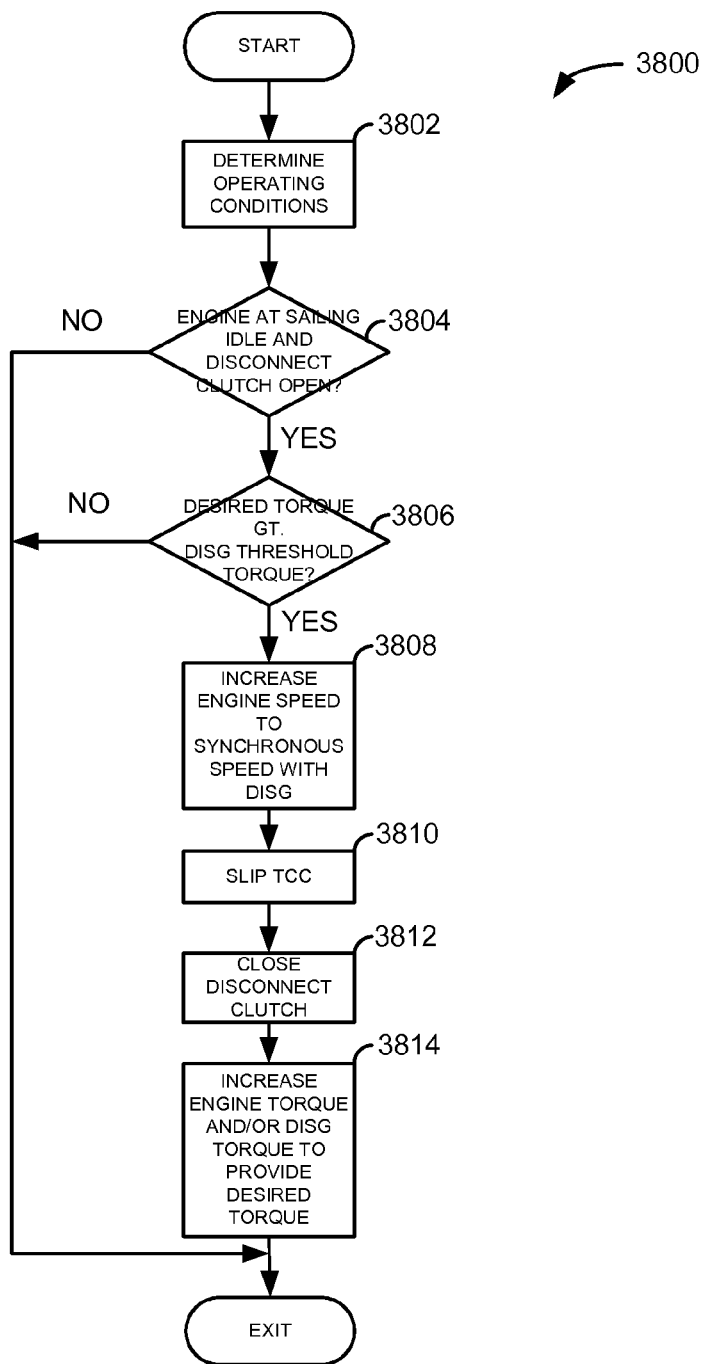 START
3800
3802
DETERMINE
OPERATING
CONDITIONS
NO
ENGINE AT SAILING
IDLE AND
DISCONNECT
CLUTCH OPEN?
3804
YES
NO
DESIRED TORQUE
GT.
DISG THRESHOLD
TORQUE?
3806
YES
3808
INCREASE
ENGINE SPEED
TO
SYNCHRONOUS
SPEED WITH
DISG
3810
SLIP TCC
3812
CLOSE
DISCONNECT
CLUTCH
3814
INCREASE
ENGINE TORQUE
AND/OR DISG
TORQUE TO
PROVIDE
DESIRED
TORQUE
EXIT